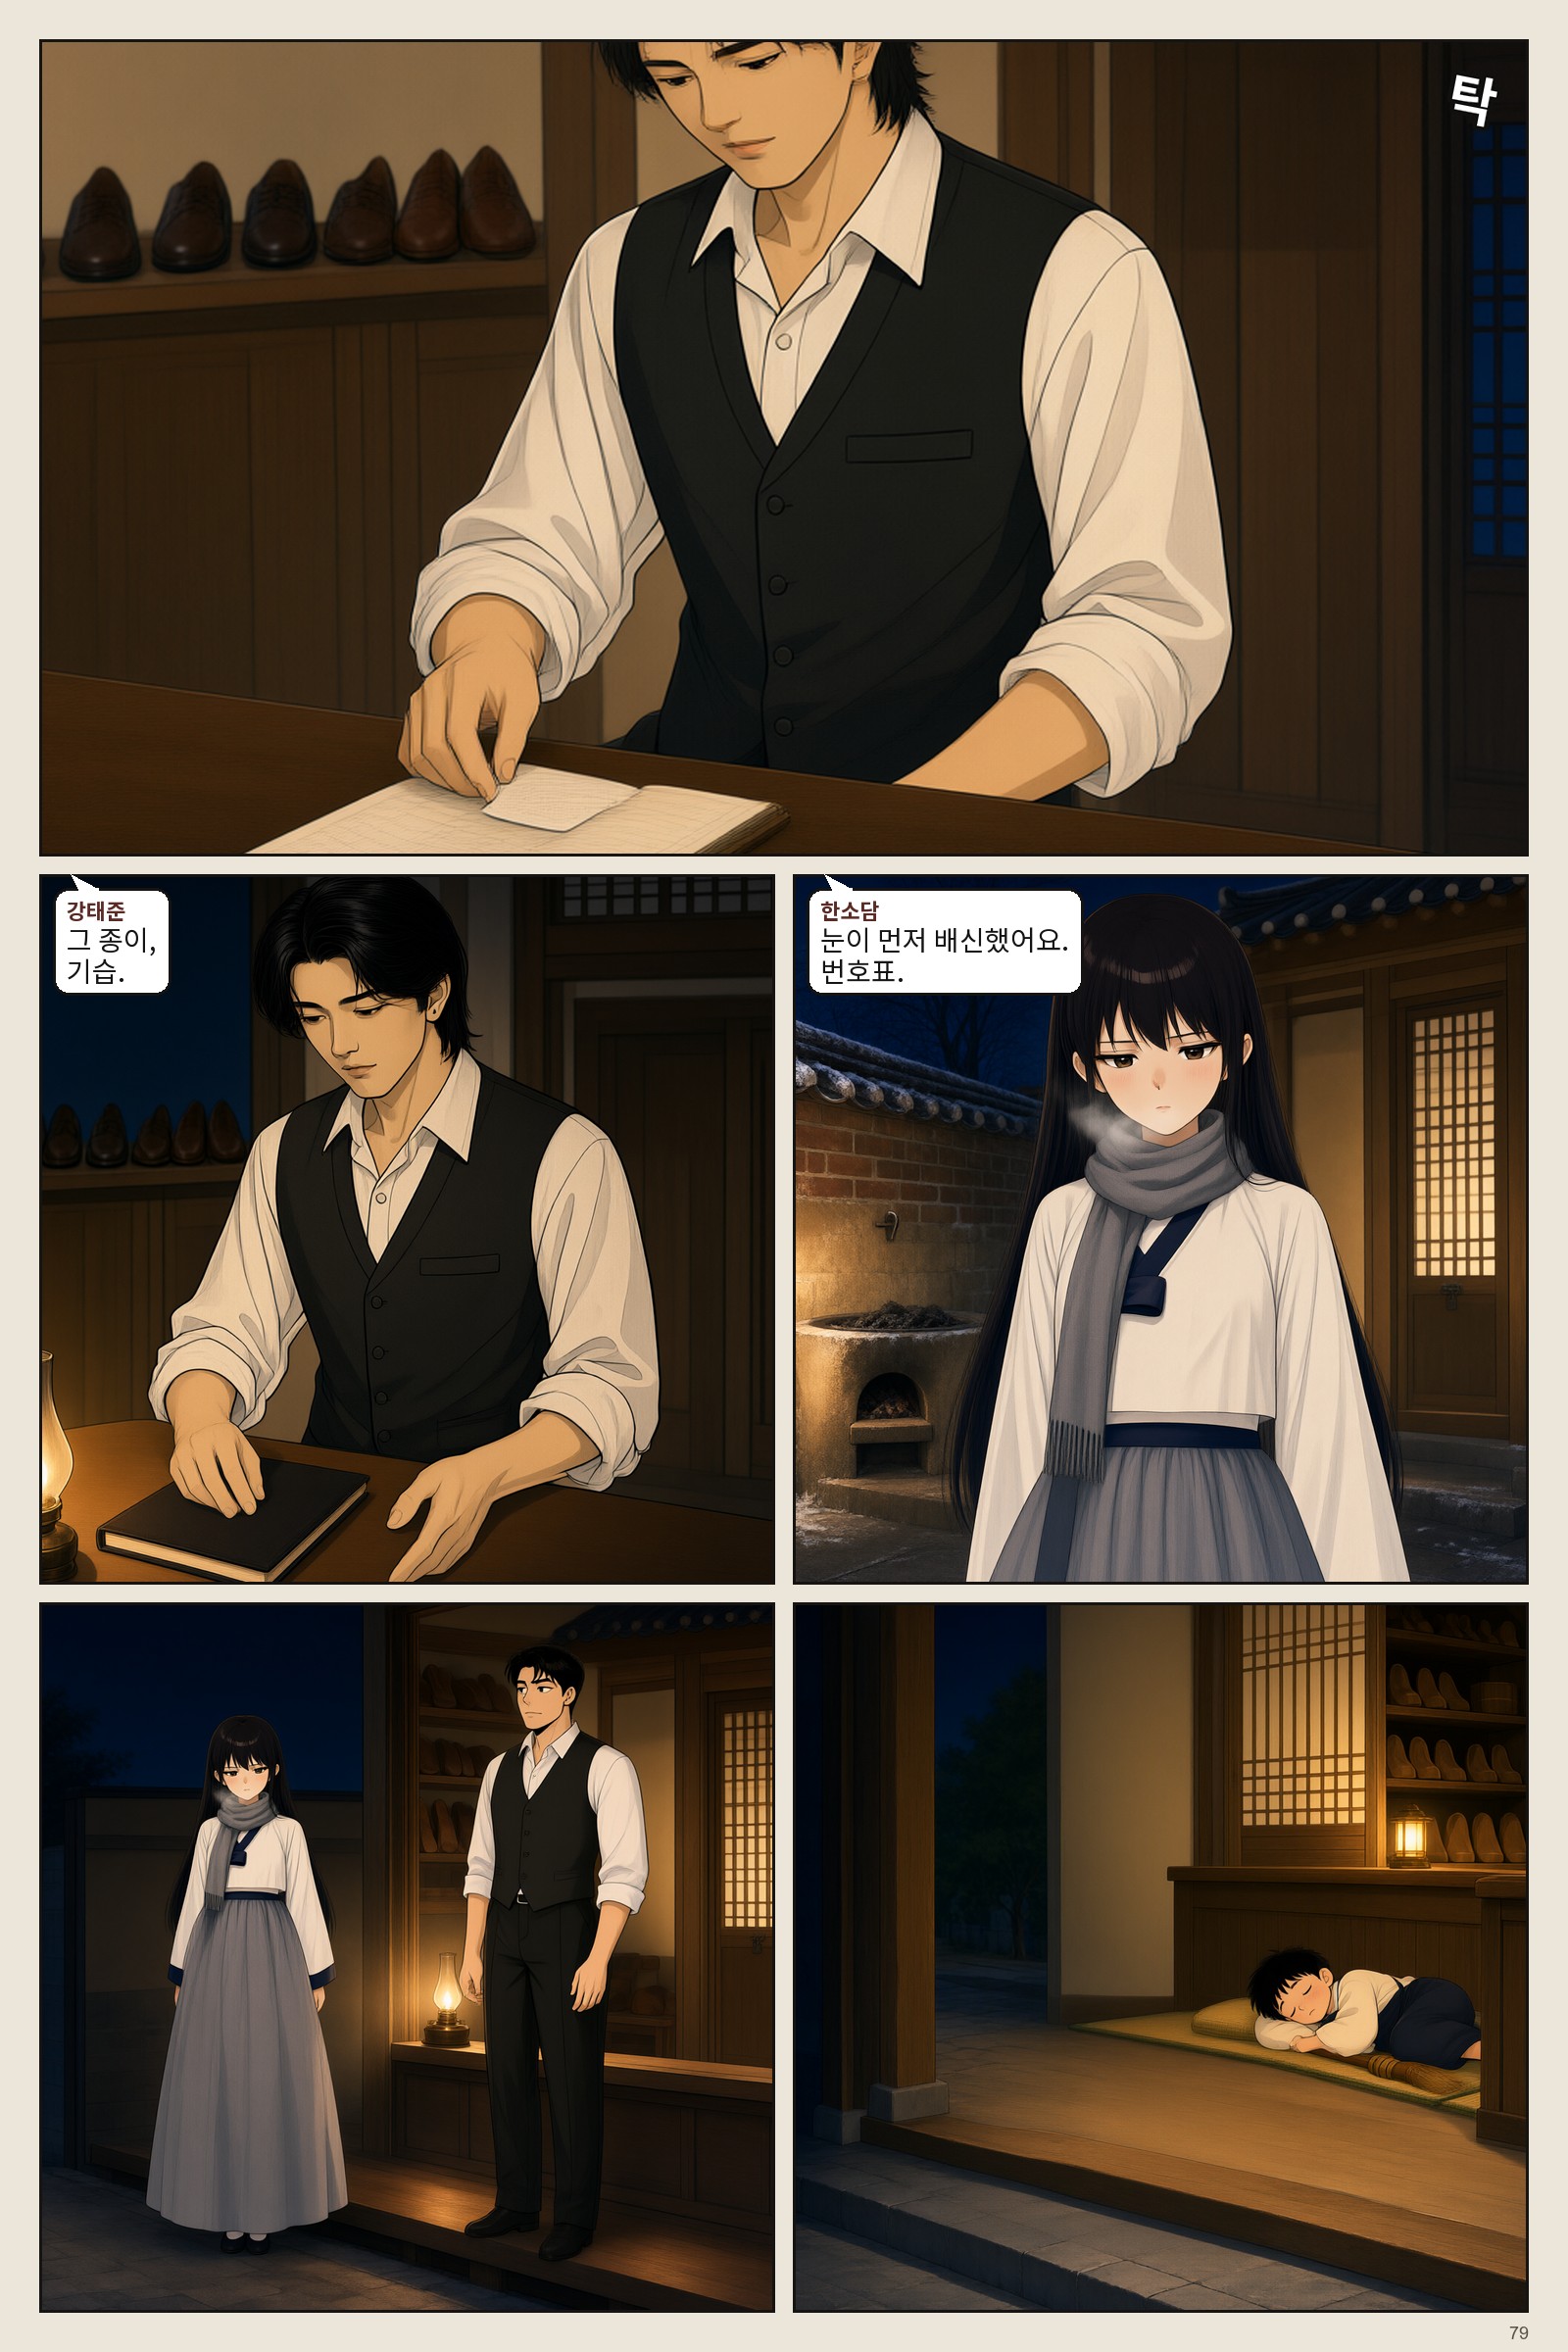 탁
강태준
그 종이,
기습.
한소담
눈이 먼저 배신했어요.
번호표.
79